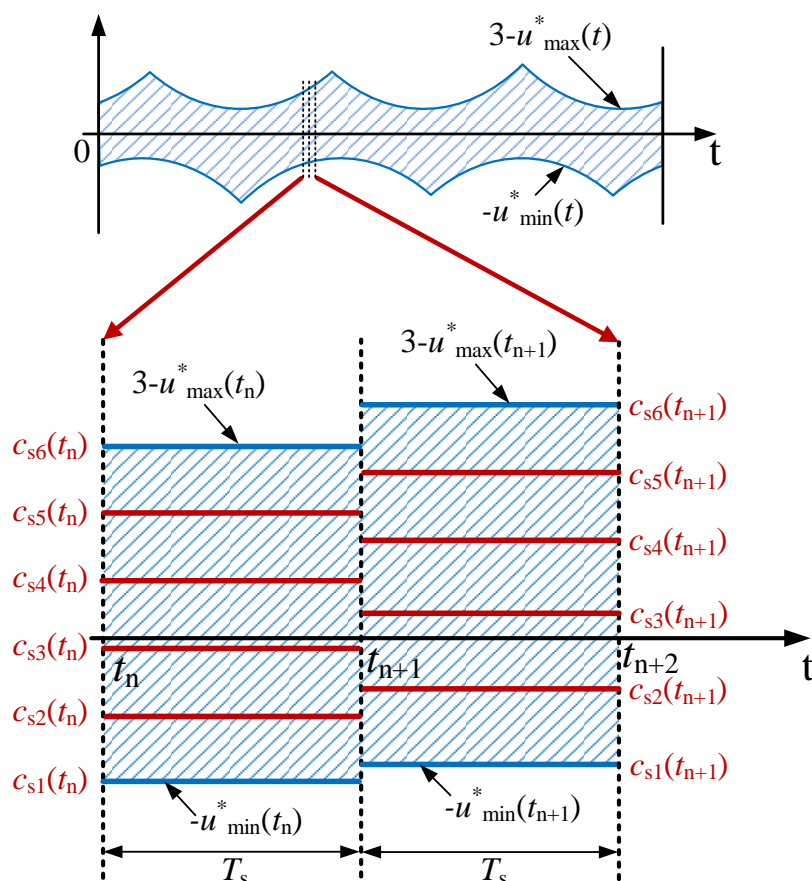 3-u*max(t)
0
t
-u*min(t)
3-u*max(tn+1)
3-u*max(tn)
cs6(tn+1)
cs6(tn)
cs5(tn+1)
cs5(tn)
cs4(tn+1)
cs4(tn)
cs3(tn+1)
cs3(tn)
tn
tn+1
tn+2
t
cs2(tn+1)
cs2(tn)
cs1(tn+1)
cs1(tn)
-u*min(tn)
-u*min(tn+1)
Ts
Ts